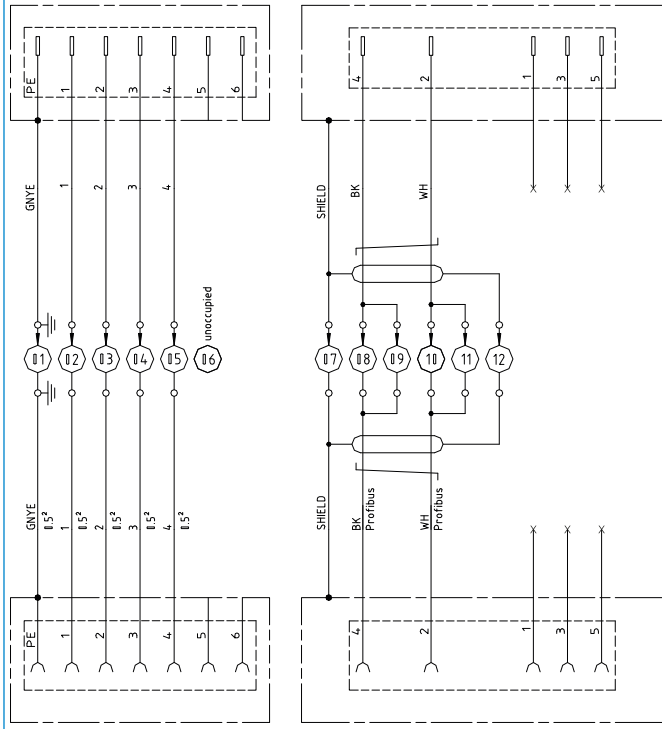 PE 1 2 3 4 5 6
4 2 1 3 5
GNYE 1 2 3 4
SHIELD BK WH
unoccupied
01 02 03 04 05 06
07 08 09 10 11 12
GNYE 1 2 3 4
0.5² 0.5² 0.5² 0.5² 0.5²
SHIELD BK WH
Profibus Profibus
PE 1 2 3 4 5 6
4 2 1 3 5